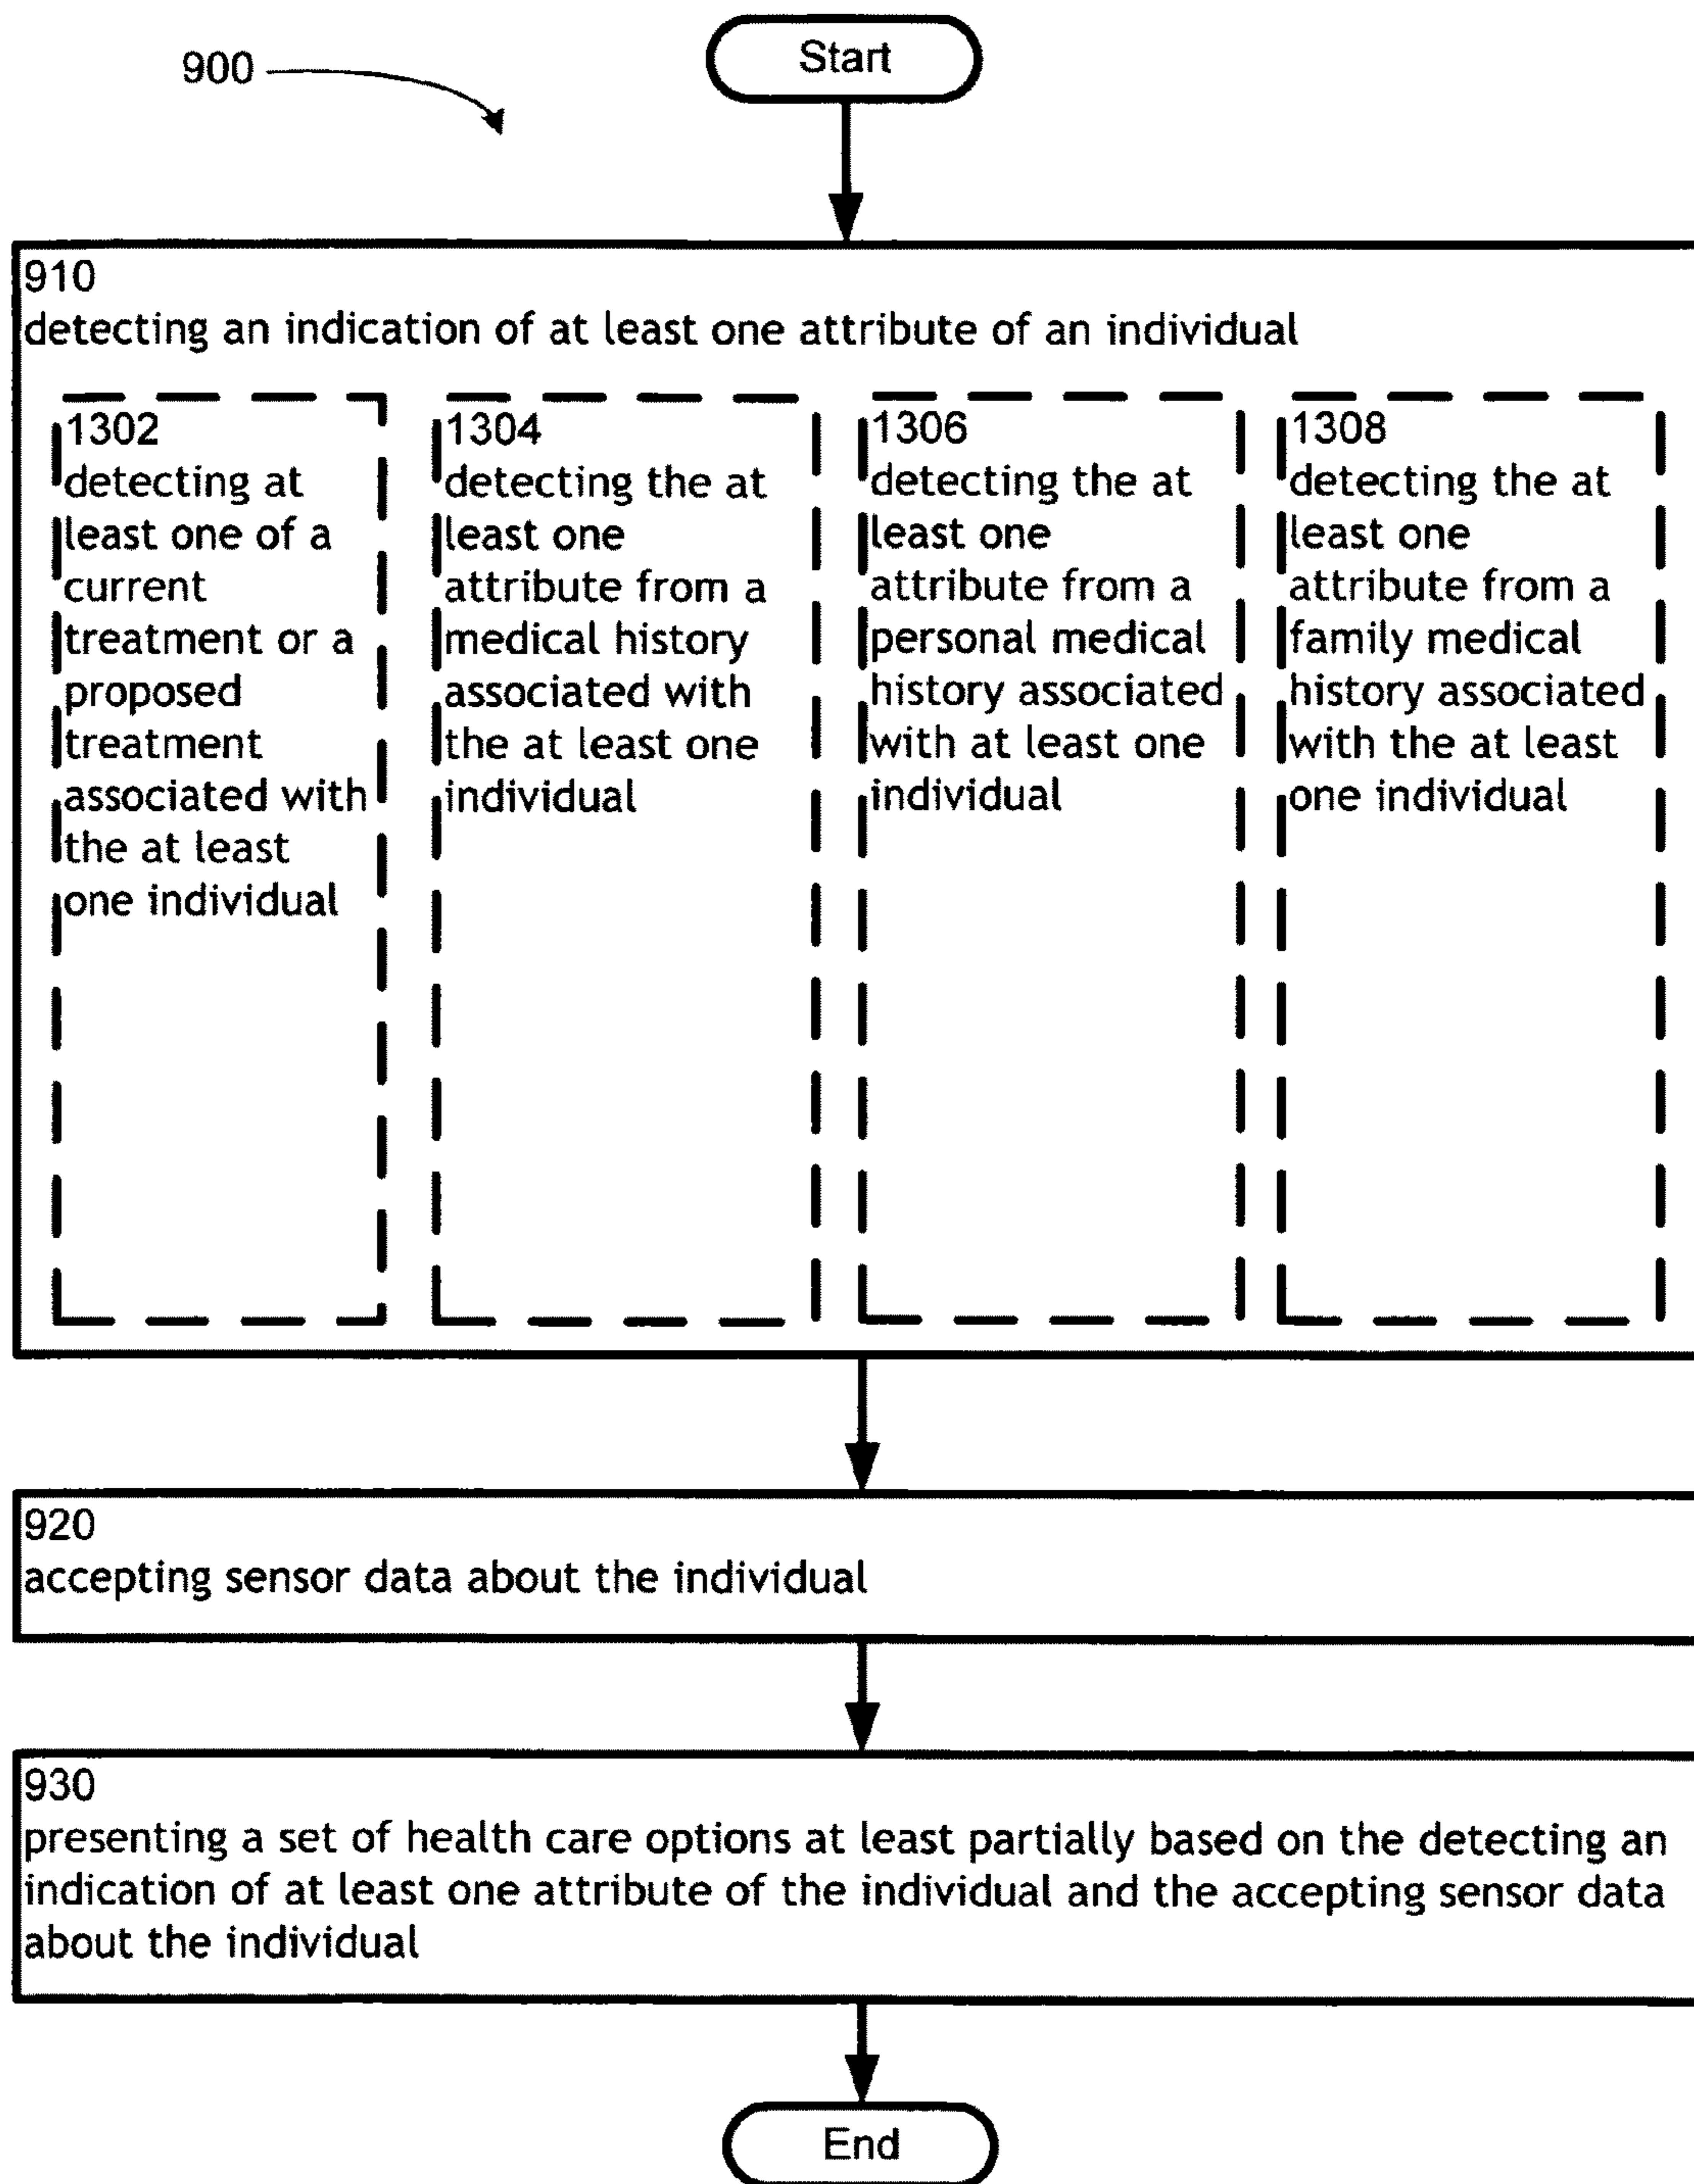 900
Start
910
detecting an indication of at least one attribute of an individual
1302
detecting at
least one of a
current
treatment or a
proposed
treatment
associated with
the at least
one individual
1304
detecting the at
least one
attribute from a
medical history
associated with
the at least one
individual
1306
detecting the at
least one
attribute from a
personal medical
history associated
with at least one
individual
1308
detecting the at
least one
attribute from a
family medical
history associated
with the at least
one individual
920
accepting sensor data about the individual
930
presenting a set of health care options at least partially based on the detecting an
indication of at least one attribute of the individual and the accepting sensor data
about the individual
End